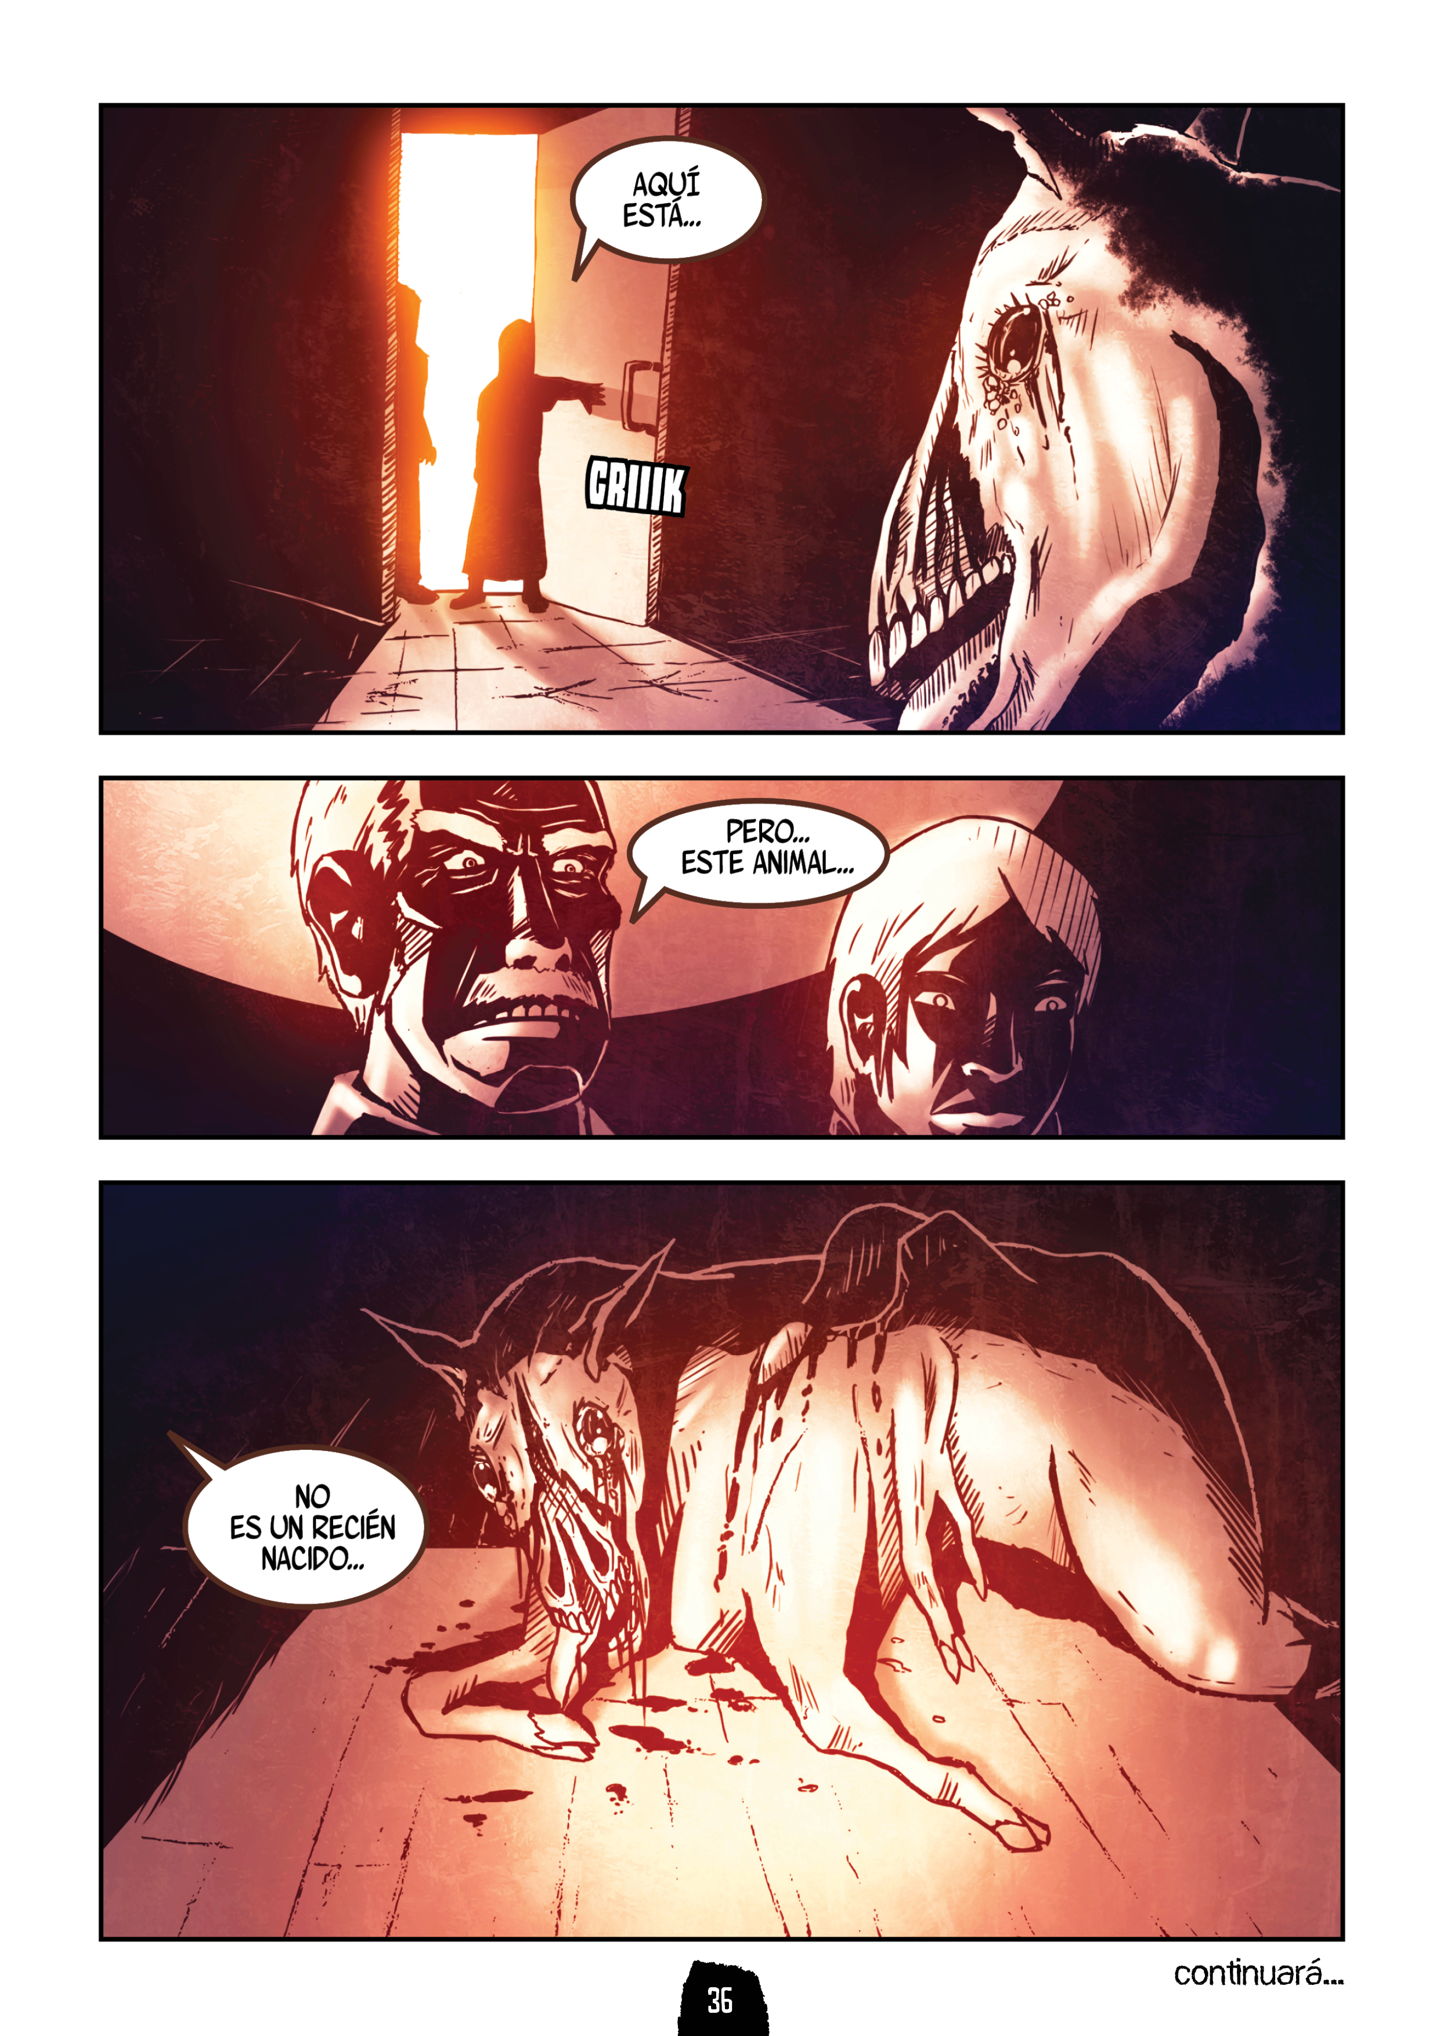 AQUÍ
ESTÁ...
CRIIIK
PERO...
ESTE ANIMAL...
NO
ES UN RECIÉN
NACIDO...
continuará...
36